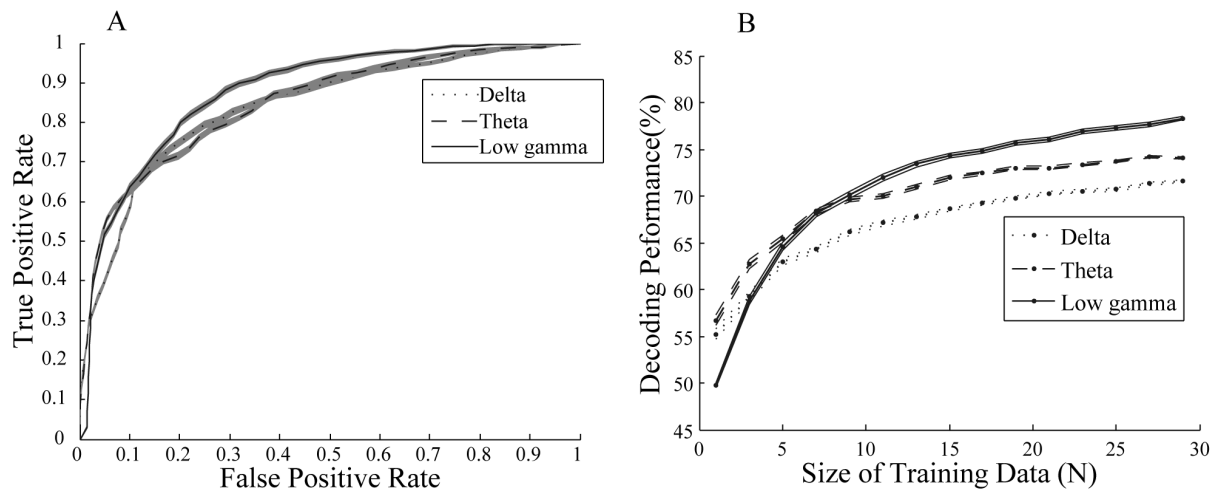 A
1
0.9
0.8
0.7
0.6
0.5
0.4
0.3
0.2
0.1
0
True Positive Rate
0 0.1 0.2 0.3 0.4 0.5 0.6 0.7 0.8 0.9 1
False Positive Rate
Delta
Theta
Low gamma
B
85
80
75
70
65
60
55
50
45
Decoding Peformance(%)
0 5 10 15 20 25 30
Size of Training Data (N)
Delta
Theta
Low gamma